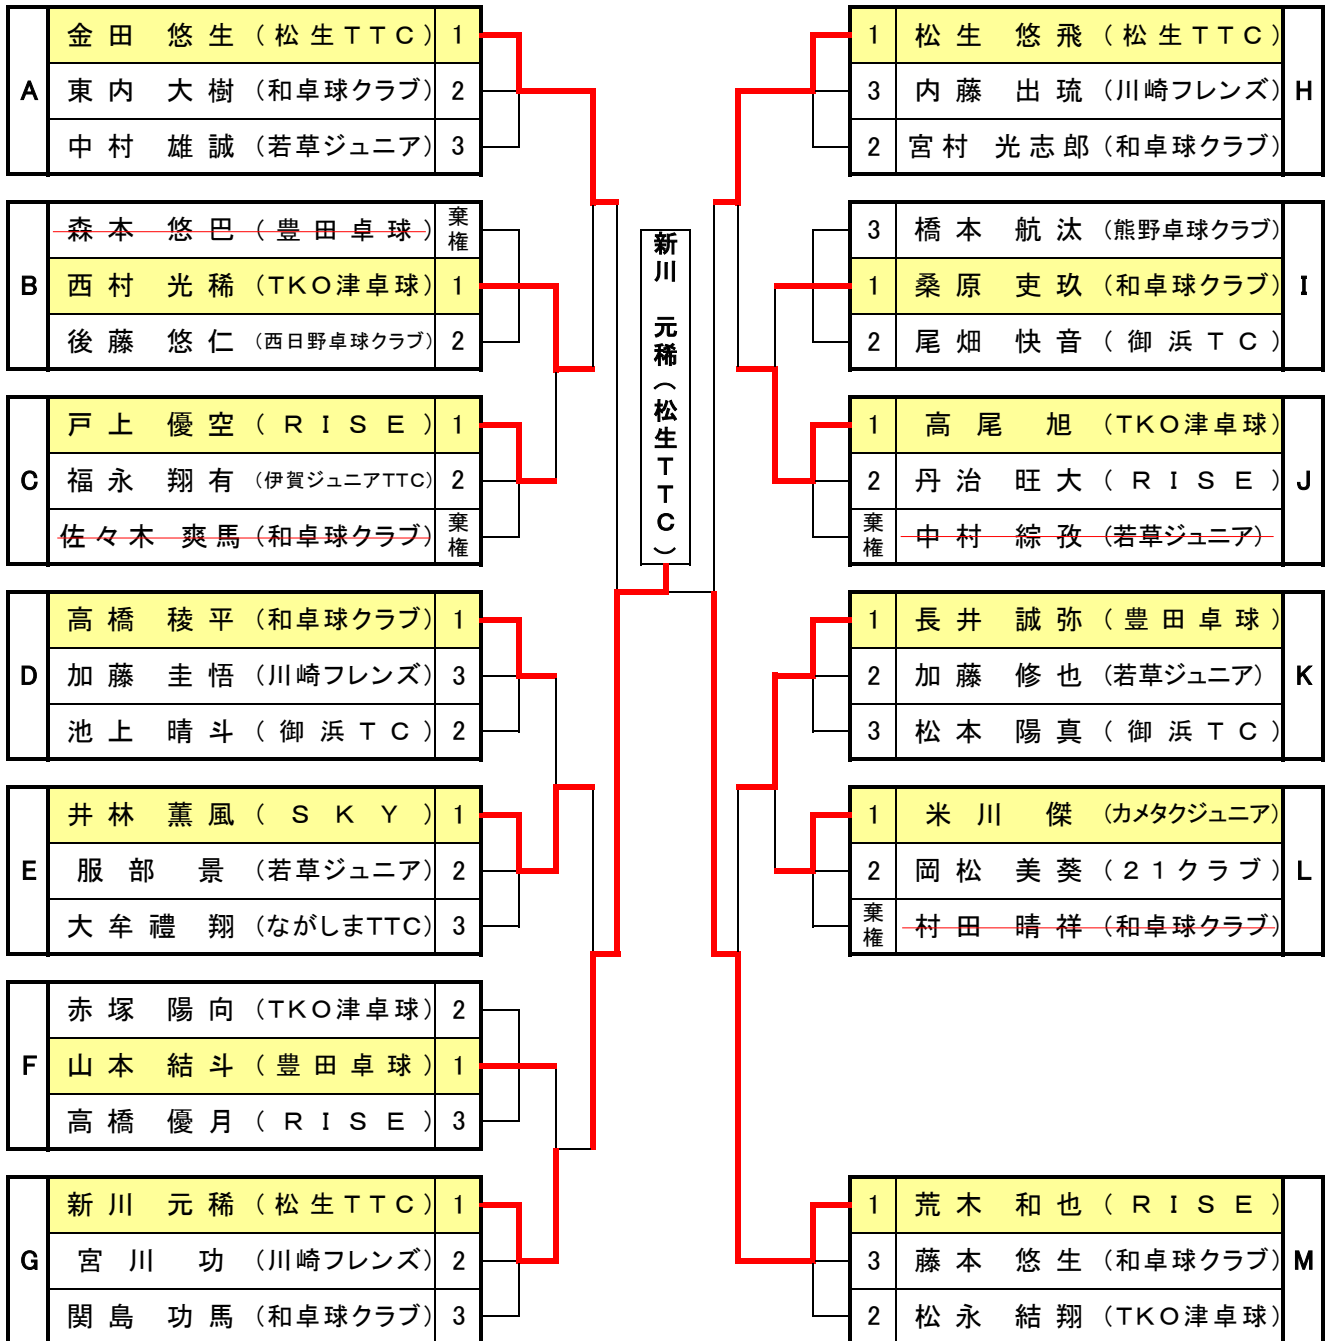 A
金田 悠生 (松生TTC) 1
東内 大樹 (和卓球クラブ) 2
中村 雄誠 (若草ジュニア) 3
B
森本 悠巴 (豊田卓球) 棄権
西村 光稀 (TKO津卓球) 1
後藤 悠仁 (西日野卓球クラブ) 2
C
戸上 優空 (RISE) 1
福永 翔有 (伊賀ジュニアTTC) 2
佐々木 爽馬 (和卓球クラブ) 棄権
D
高橋 稜平 (和卓球クラブ) 1
加藤 圭悟 (川崎フレンズ) 3
池上 晴斗 (御浜TC) 2
E
井林 薫風 (SKY) 1
服部 景 (若草ジュニア) 2
大牟禮 翔 (ながしまTTC) 3
F
赤塚 陽向 (TKO津卓球) 2
山本 結斗 (豊田卓球) 1
高橋 優月 (RISE) 3
G
新川 元稀 (松生TTC) 1
宮川 功 (川崎フレンズ) 2
関島 功馬 (和卓球クラブ) 3
新川 元稀(松生TTC)
H
1 松生 悠飛 (松生TTC)
3 内藤 出琉 (川崎フレンズ)
2 宮村 光志郎 (和卓球クラブ)
I
3 橋本 航汰 (熊野卓球クラブ)
1 桑原 吏玖 (和卓球クラブ)
2 尾畑 快音 (御浜TC)
J
1 高尾 旭 (TKO津卓球)
2 丹治 旺大 (RISE)
棄権 中村 綜孜 (若草ジュニア)
K
1 長井 誠弥 (豊田卓球)
2 加藤 修也 (若草ジュニア)
3 松本 陽真 (御浜TC)
L
1 米川 傑 (カメタクジュニア)
2 岡松 美葵 (21クラブ)
棄権 村田 晴祥 (和卓球クラブ)
M
1 荒木 和也 (RISE)
3 藤本 悠生 (和卓球クラブ)
2 松永 結翔 (TKO津卓球)